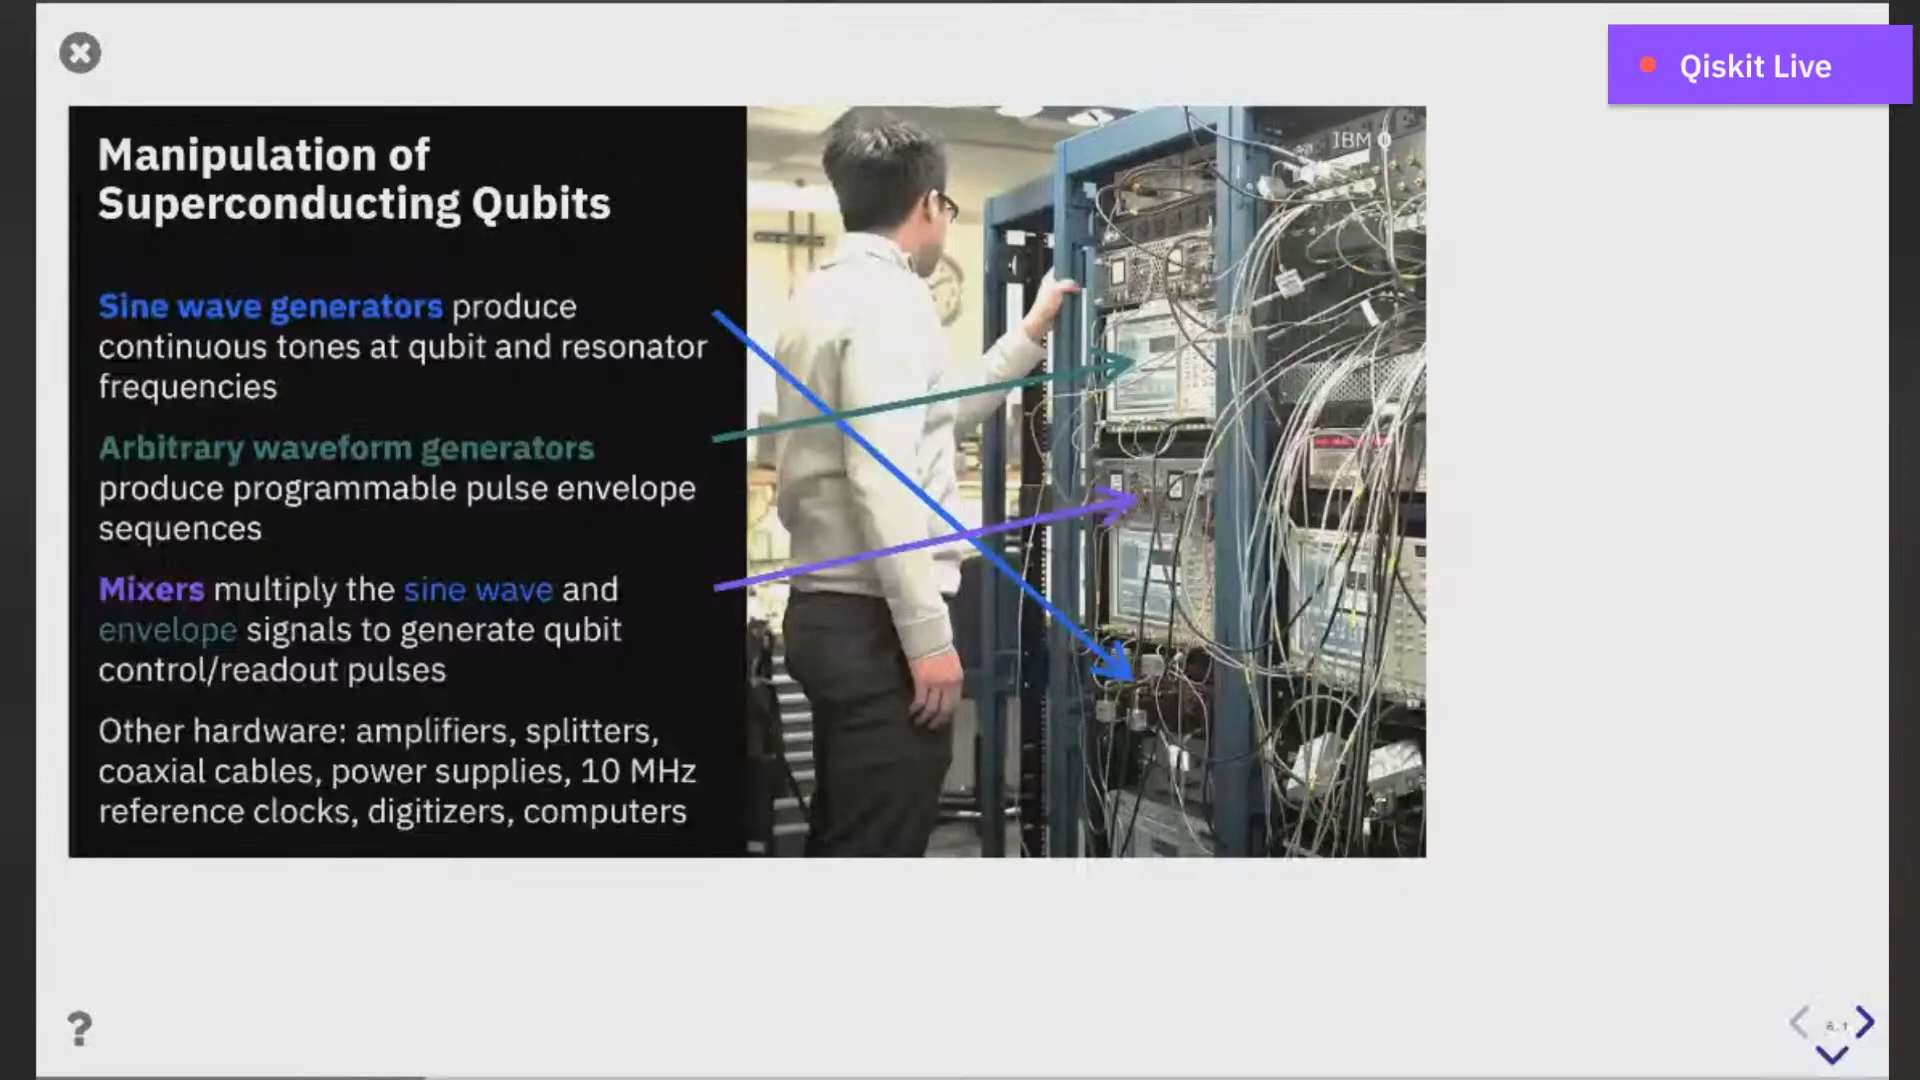 Qiskit Live
Manipulation of
Superconducting Qubits
IBM Q
Sine wave generators produce
continuous tones at qubit and resonator
frequencies
Arbitrary waveform generators
produce programmable pulse envelope
sequences
Mixers multiply the sine wave and
envelope signals to generate qubit
control/readout pulses
Other hardware: amplifiers, splitters,
coaxial cables, power supplies, 10 MHz
reference clocks, digitizers, computers
?